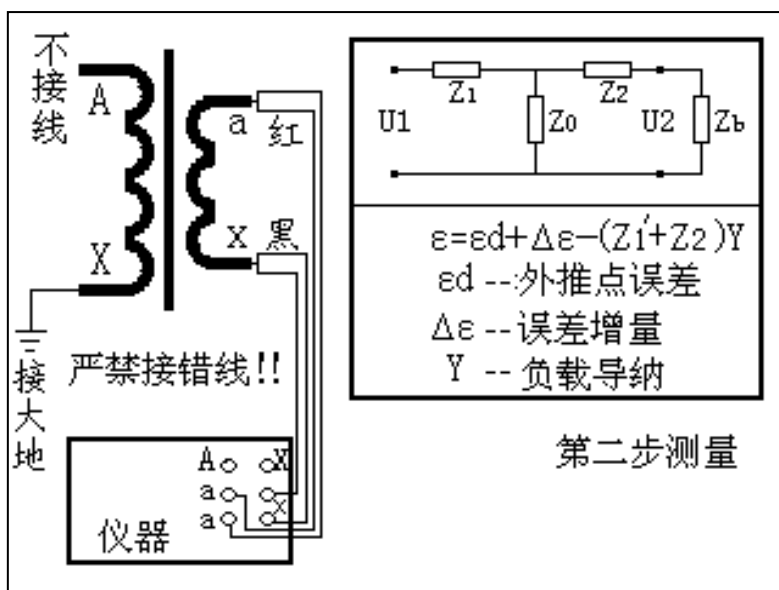 不接线
A
X
a 红
x 黑
接大地
严禁接错线!!
仪器
A X
a
a x
Z1 Z2
U1 Z0 U2 Zb
ε=εd+Δε-(Z1'+Z2)Y
εd --外推点误差
Δε --误差增量
Y --负载导纳
第二步测量